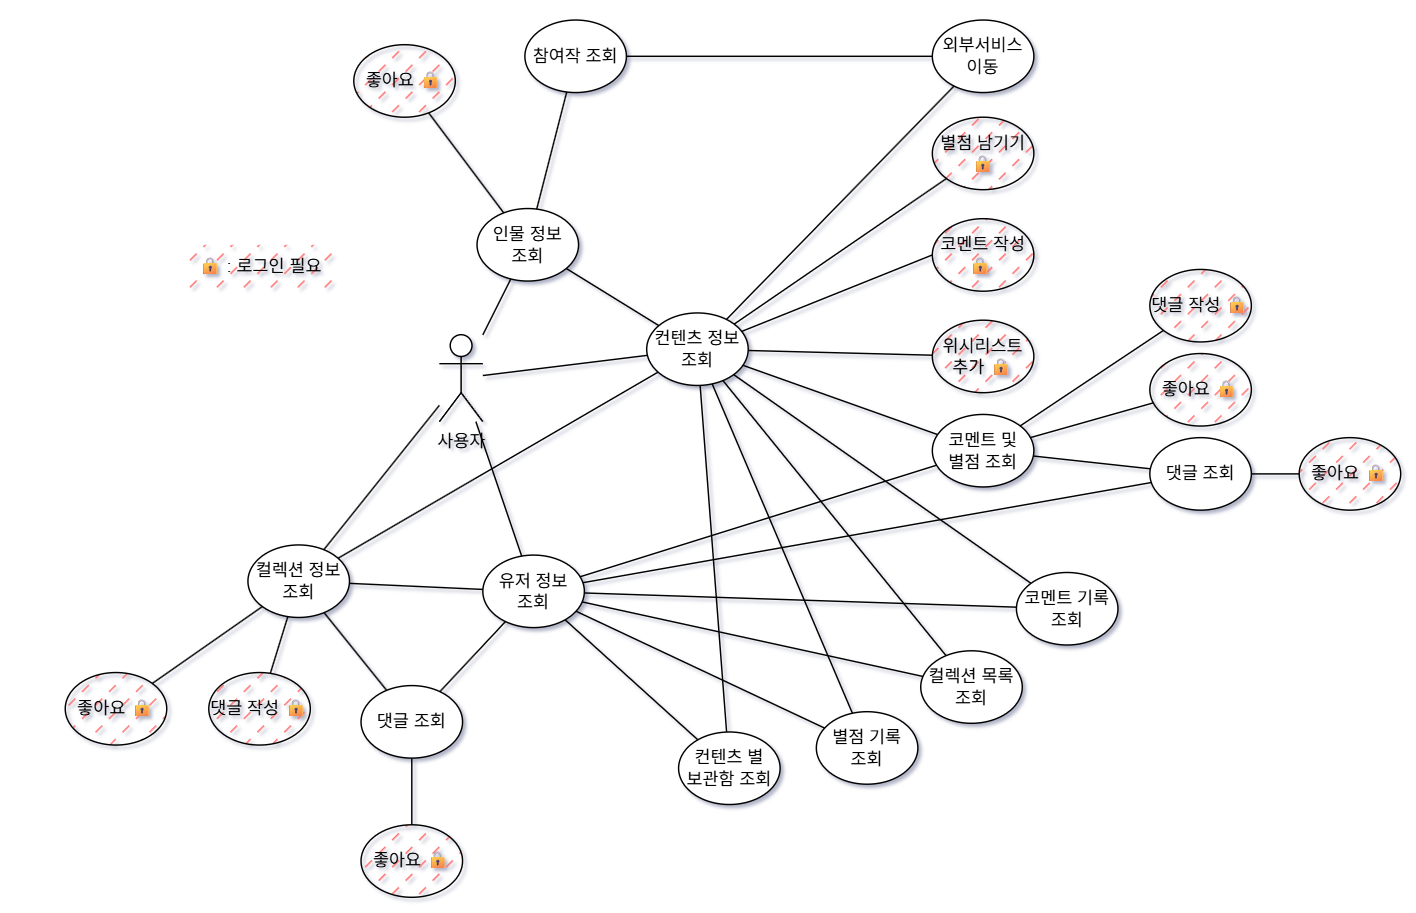 참여작 조회
외부서비스
이동
좋아요 🔒
별점 남기기
🔒
인물 정보
조회
코멘트 작성
🔒
🔒 : 로그인 필요
댓글 작성 🔒
컨텐츠 정보
조회
위시리스트
추가 🔒
좋아요 🔒
사용자
코멘트 및
별점 조회
댓글 조회
좋아요 🔒
컬렉션 정보
조회
유저 정보
조회
코멘트 기록
조회
컬렉션 목록
조회
좋아요 🔒
댓글 작성 🔒
댓글 조회
별점 기록
조회
컨텐츠 별
보관함 조회
좋아요 🔒